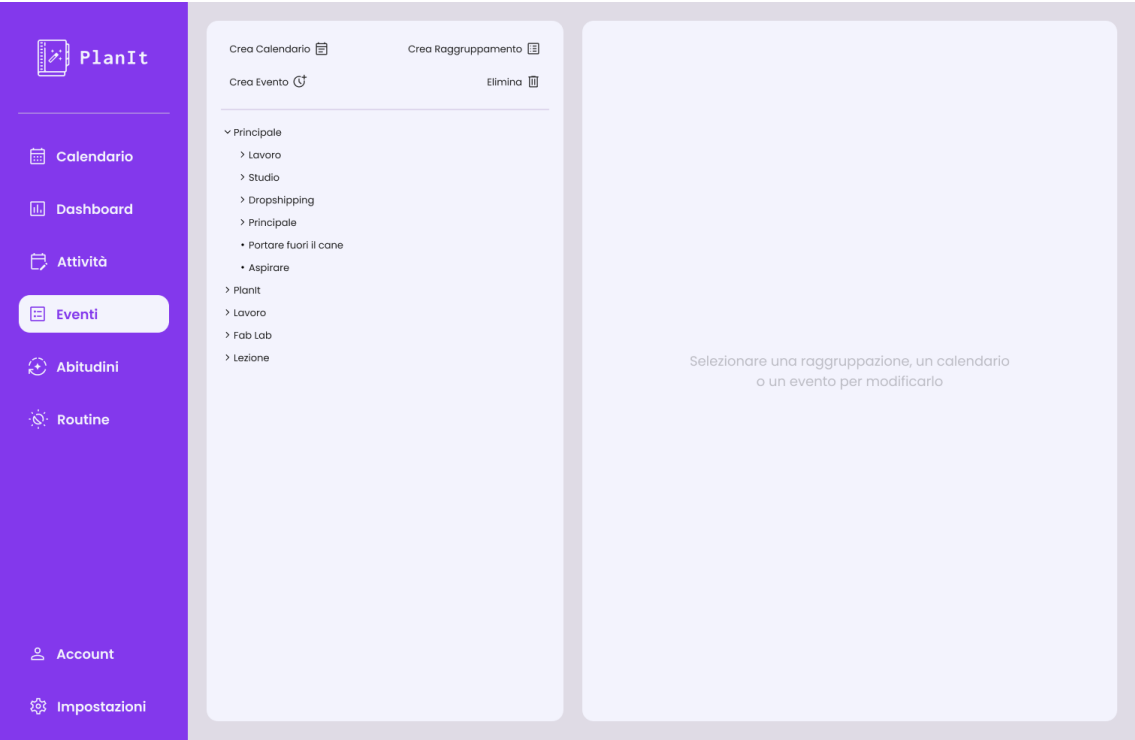 PlanIt
Calendario
Dashboard
Attività
Eventi
Abitudini
Routine
Account
Impostazioni
Crea Calendario
Crea Raggruppamento
Crea Evento
Elimina
Principale
Lavoro
Studio
Dropshipping
Principale
• Portare fuori il cane
• Aspirare
PlanIt
Lavoro
Fab Lab
Lezione
Selezionare una raggruppazione, un calendario
o un evento per modificarlo